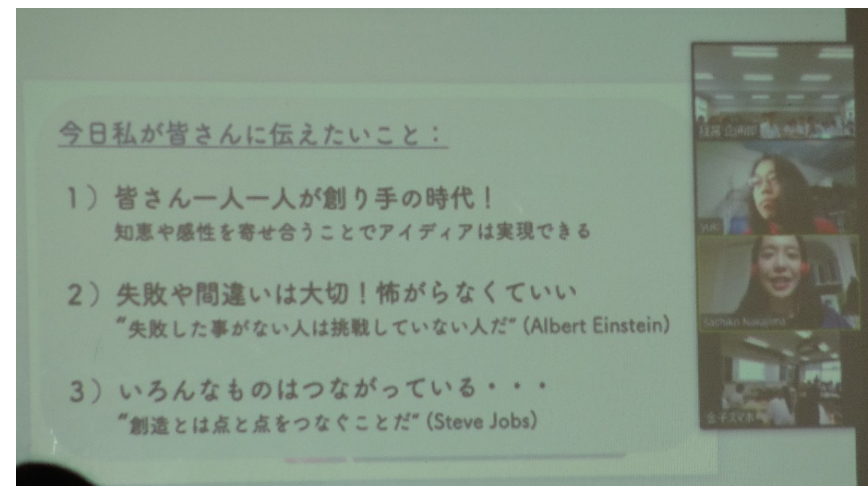 今日私が皆さんに伝えたいこと：
1）皆さん一人一人が創り手の時代！
知恵や感性を寄せ合うことでアイディアは実現できる
2）失敗や間違いは大切！怖がらなくていい
“失敗した事がない人は挑戦していない人だ” (Albert Einstein)
3）いろんなものはつながっている・・・
“創造とは点と点をつなぐことだ” (Steve Jobs)
yuki
Sachiko Nakajima
金子スマホ